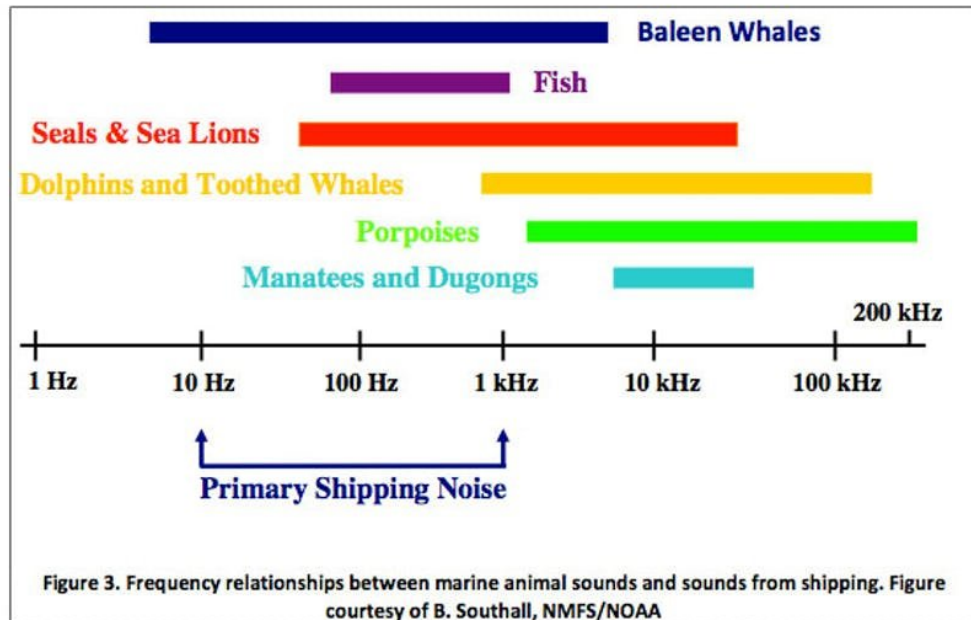 Baleen Whales
Fish
Seals & Sea Lions
Dolphins and Toothed Whales
Porpoises
Manatees and Dugongs
200 kHz
1 Hz 10 Hz 100 Hz 1 kHz 10 kHz 100 kHz
Primary Shipping Noise
Figure 3. Frequency relationships between marine animal sounds and sounds from shipping. Figure
courtesy of B. Southall, NMFS/NOAA